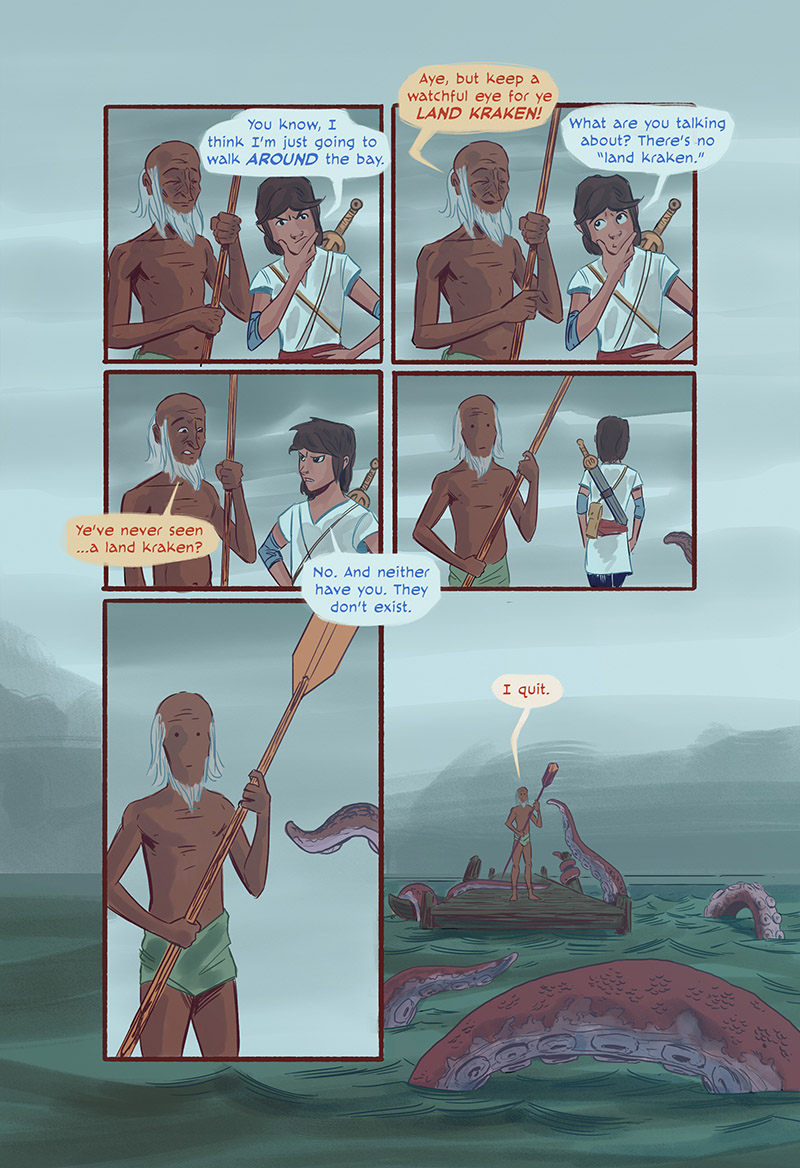 You know, I
think I'm just going to
walk AROUND the bay.
Aye, but keep a
watchful eye for ye
LAND KRAKEN!
What are you talking
about? There's no
“land kraken.”
Ye've never seen
...a land kraken?
No. And neither
have you. They
don't exist.
I quit.